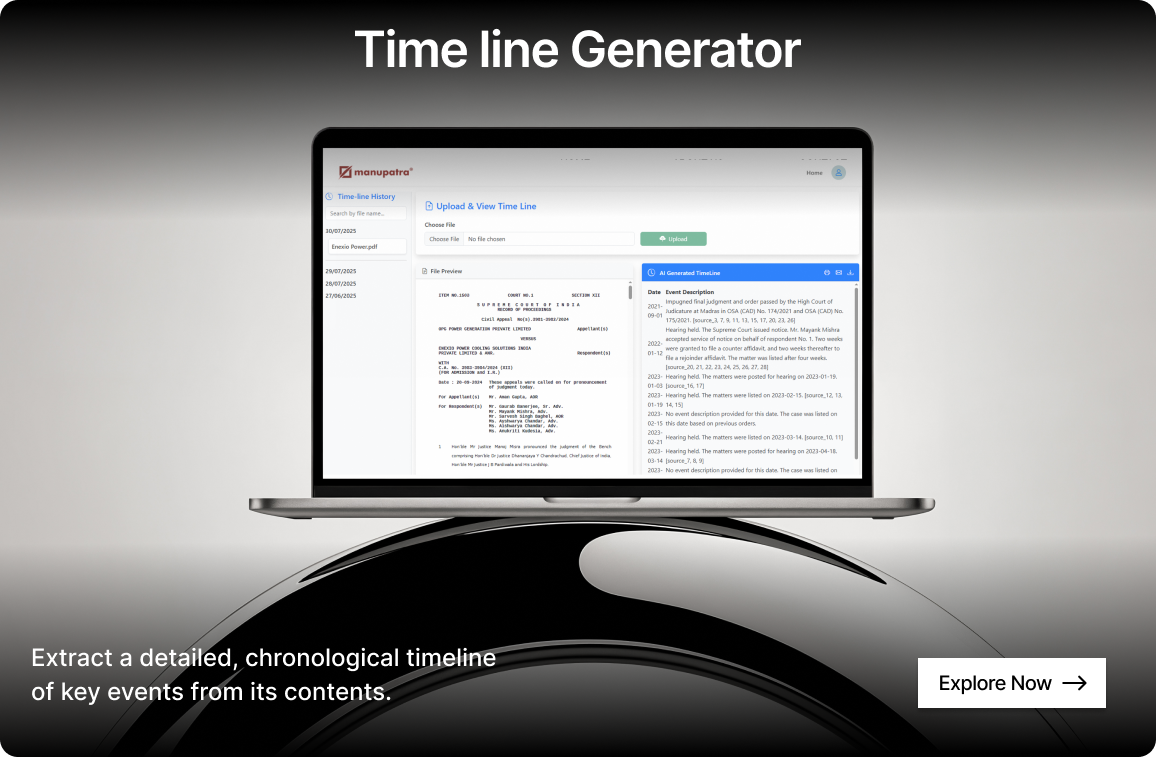 Time line Generator
manupatra®
Home
Time-line History
Search by file name...
30/07/2025
Enexio Power.pdf
29/07/2025
28/07/2025
27/06/2025
Upload & View Time Line
Choose File
Choose File No file chosen
Upload
File Preview
ITEM NO.1503 COURT NO.1 SECTION XII
S U P R E M E C O U R T O F I N D I A
RECORD OF PROCEEDINGS
Civil Appeal No(s).3981-3982/2024
OPG POWER GENERATION PRIVATE LIMITED Appellant(s)
VERSUS
ENEXIO POWER COOLING SOLUTIONS INDIA
PRIVATE LIMITED & ANR. Respondent(s)
WITH
C.A. No. 3983-3984/2024 (XII)
(FOR ADMISSION and I.R.)
Date : 20-09-2024 These appeals were called on for pronouncement
of judgment today.
For Appellant(s) Mr. Aman Gupta, AOR
For Respondent(s) Mr. Gourab Banerjee, Sr. Adv.
Mr. Mayank Mishra, Adv.
Mr. Sarvesh Singh Baghel, AOR
Ms. Ayshwarya Chandar, Adv.
Ms. Aishwarya Chandar, Adv.
Ms. Anukriti Kudesia, Adv.
1 Hon'ble Mr Justice Manoj Misra pronounced the judgment of the Bench
comprising Hon'ble Dr Justice Dhananjaya Y Chandrachud, Chief Justice of India,
Hon'ble Mr Justice J B Pardiwala and His Lordship.
AI Generated TimeLine
Date Event Description
2021-09-01 Impugned final judgment and order passed by the High Court of
Judicature at Madras in OSA (CAD) No. 174/2021 and OSA (CAD) No.
175/2021. [source_3, 7, 9, 11, 13, 15, 17, 20, 23, 26]
2022-01-12 Hearing held. The Supreme Court issued notice. Mr. Mayank Mishra
accepted service of notice on behalf of respondent No. 1. Two weeks
were granted to file a counter affidavit, and two weeks thereafter to
file a rejoinder affidavit. The matter was listed after four weeks.
[source_20, 21, 22, 23, 24, 25, 26, 27, 28]
2023-01-03 Hearing held. The matters were posted for hearing on 2023-01-19.
[source_16, 17]
2023-01-19 Hearing held. The matters were listed on 2023-02-15. [source_12, 13,
14, 15]
2023-02-15 No event description provided for this date. The case was listed on
this date based on previous orders.
2023-02-21 Hearing held. The matters were listed on 2023-03-14. [source_10, 11]
2023-03-14 Hearing held. The matters were posted for hearing on 2023-04-18.
[source_7, 8, 9]
2023- No event description provided for this date. The case was listed on
Extract a detailed, chronological timeline
of key events from its contents.
Explore Now →